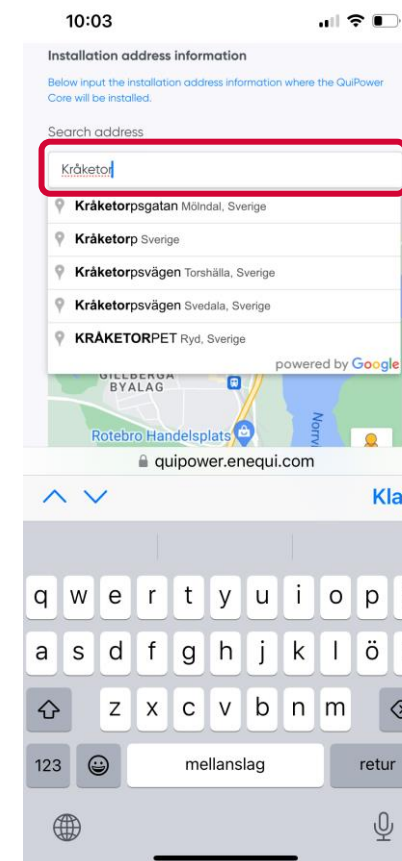 10:03
Installation address information
Below input the installation address information where the QuiPower
Core will be installed.
Search address
Kråketor
Kråketorpsgatan Mölndal, Sverige
Kråketorp Sverige
Kråketorpsvägen Torshälla, Sverige
Kråketorpsvägen Svedala, Sverige
KRÅKETORPET Ryd, Sverige
powered by Google
GILLBERGA
BYALAG
Rotebro Handelsplats
Norrvi
quipower.enequi.com
Kla
q w e r t y u i o p
a s d f g h j k l ö
z x c v b n m
123 mellanslag retur